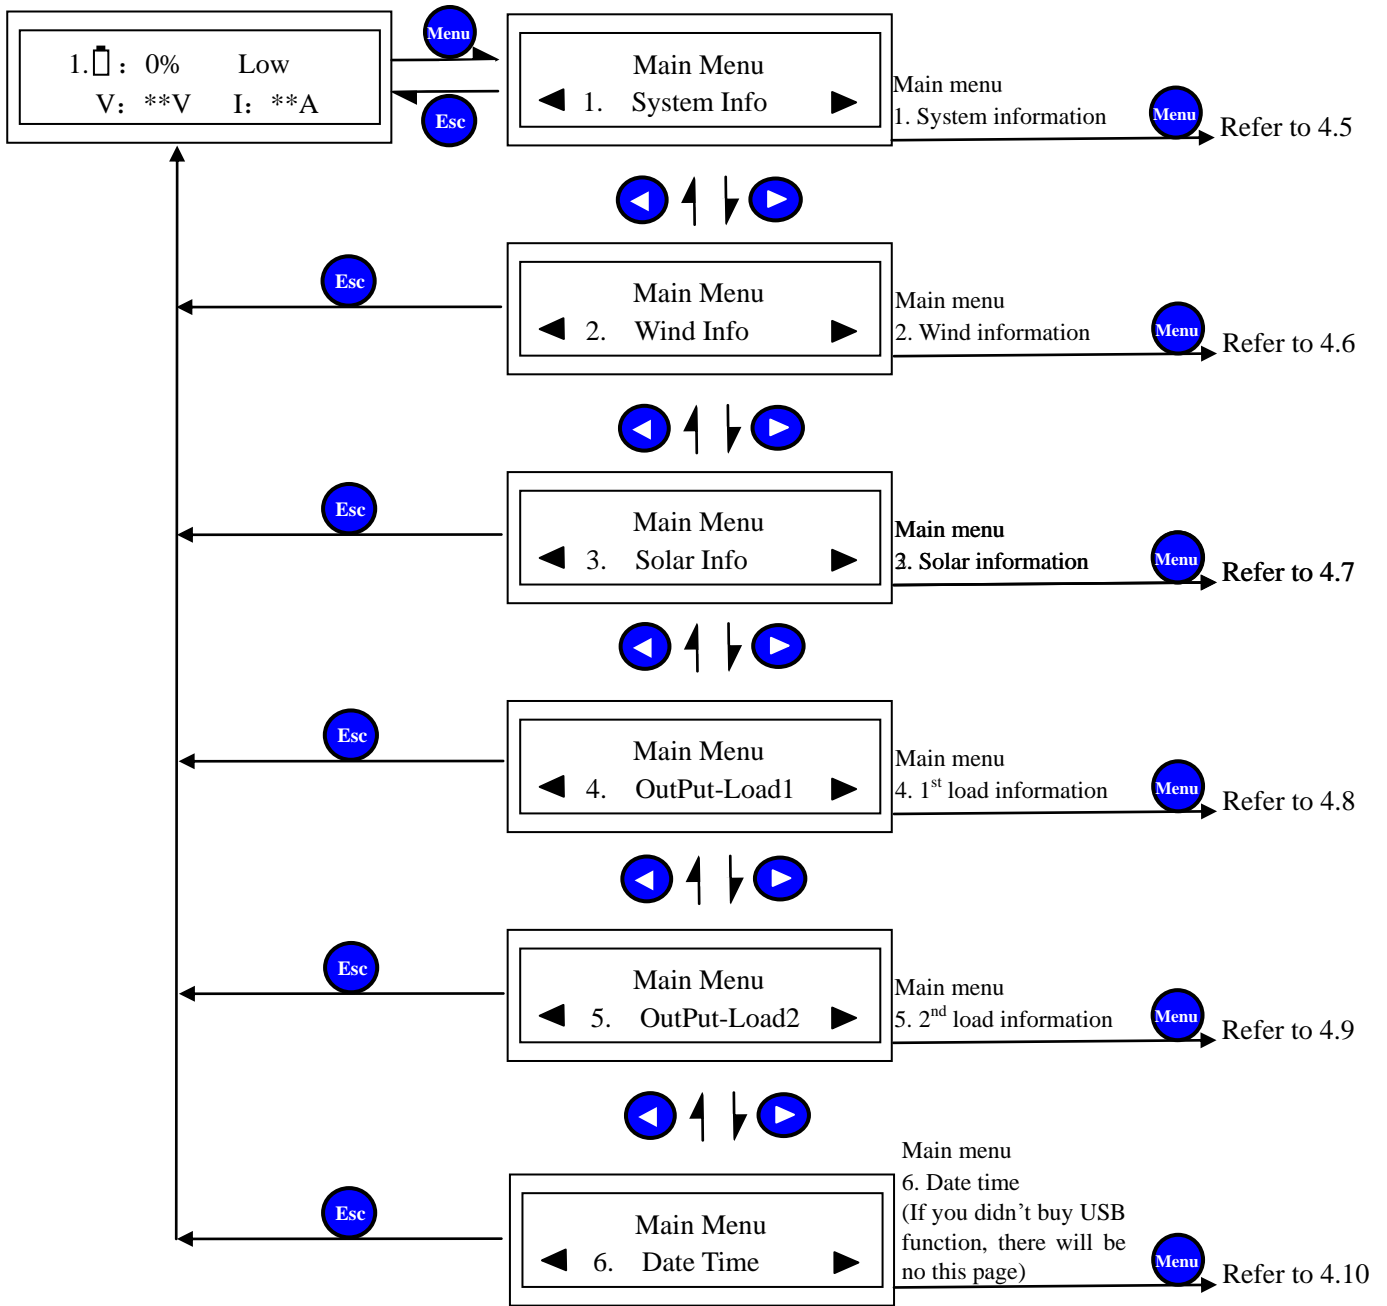 Menu
1. : 0% Low
V: **V I: **A
Esc
Main Menu
◀ 1. System Info ▶
Main menu
1. System information
Menu
Refer to 4.5
Esc
Main Menu
◀ 2. Wind Info ▶
Main menu
2. Wind information
Menu
Refer to 4.6
Esc
Main Menu
◀ 3. Solar Info ▶
Main menu
3. Solar information
Menu
Refer to 4.7
Esc
Main Menu
◀ 4. OutPut-Load1 ▶
Main menu
4. 1st load information
Menu
Refer to 4.8
Esc
Main Menu
◀ 5. OutPut-Load2 ▶
Main menu
5. 2nd load information
Menu
Refer to 4.9
Esc
Main Menu
◀ 6. Date Time ▶
Main menu
6. Date time
(If you didn't buy USB
function, there will be
no this page)
Menu
Refer to 4.10